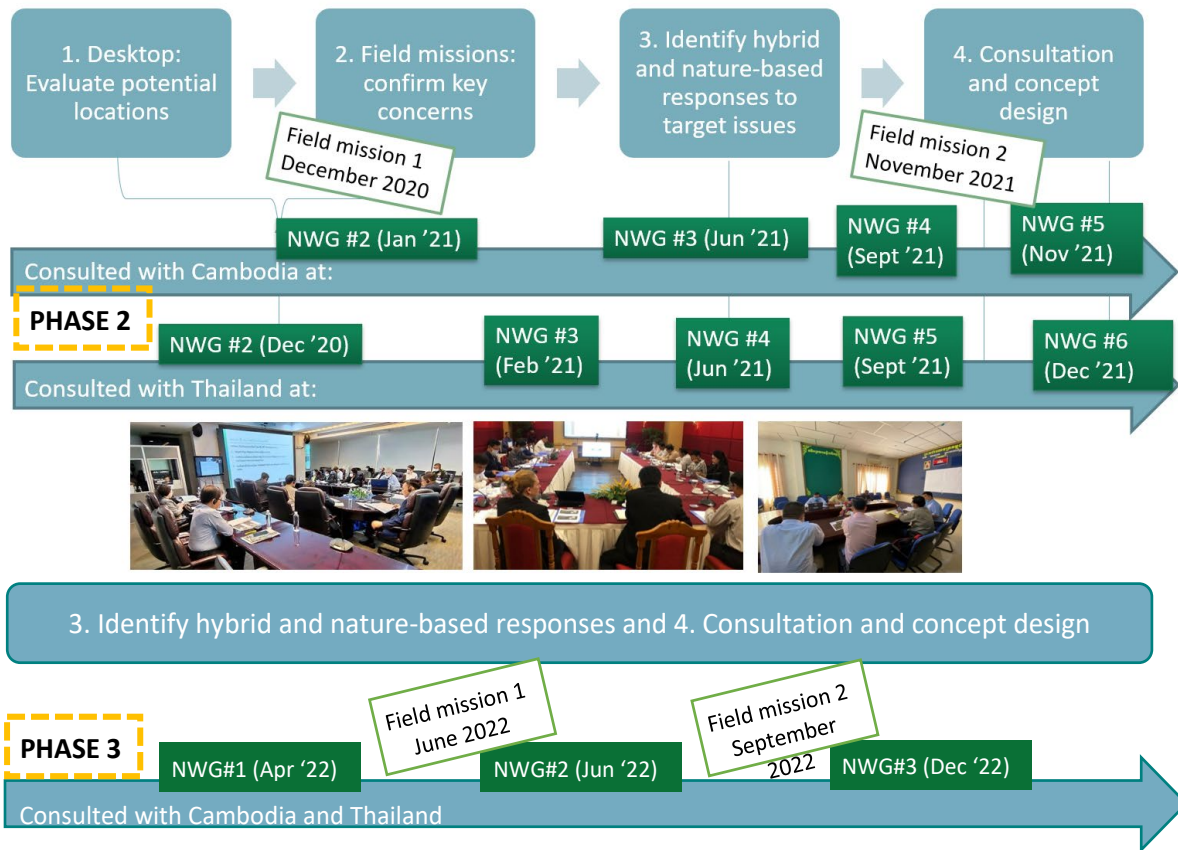 1. Desktop:
Evaluate potential
locations
2. Field missions:
confirm key
concerns
3. Identify hybrid
and nature-based
responses to
target issues
4. Consultation
and concept
design
Field mission 1
December 2020
Field mission 2
November 2021
NWG #2 (Jan ’21)
NWG #3 (Jun ’21)
NWG #4
(Sept ’21)
NWG #5
(Nov ’21)
Consulted with Cambodia at:
PHASE 2
NWG #2 (Dec ’20)
NWG #3
(Feb ’21)
NWG #4
(Jun ’21)
NWG #5
(Sept ’21)
NWG #6
(Dec ’21)
Consulted with Thailand at:
3. Identify hybrid and nature-based responses and 4. Consultation and concept design
Field mission 1
June 2022
Field mission 2
September
2022
PHASE 3
NWG#1 (Apr ‘22)
NWG#2 (Jun ‘22)
NWG#3 (Dec ‘22)
Consulted with Cambodia and Thailand